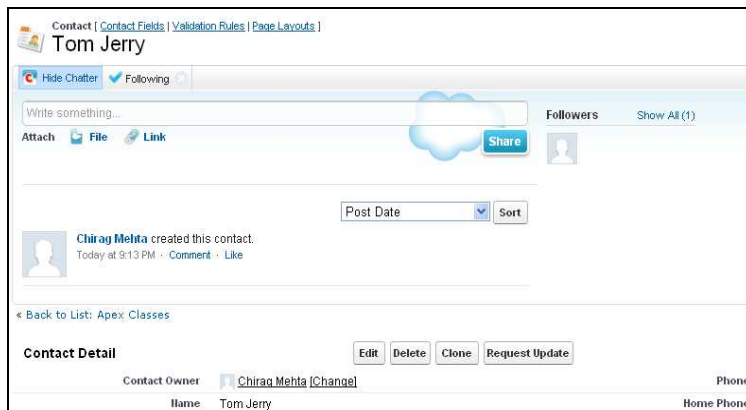 Contact [ Contact Fields | Validation Rules | Page Layouts ]
Tom Jerry
Hide Chatter Following
Write something...
Attach File Link
Share
Followers Show All (1)
Post Date Sort
Chirag Mehta created this contact.
Today at 9:13 PM · Comment · Like
« Back to List: Apex Classes
Contact Detail Edit Delete Clone Request Update
Contact Owner Chirag Mehta [Change] Phone
Name Tom Jerry Home Phone